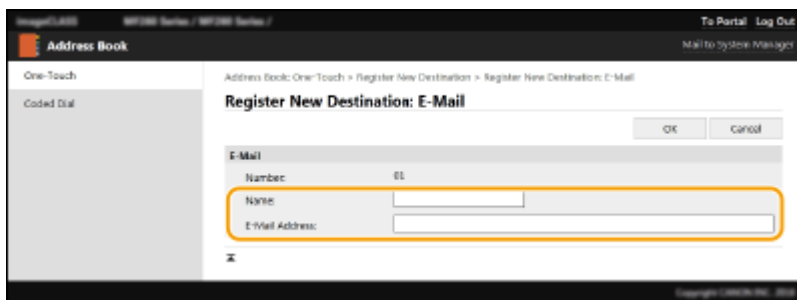 To Portal Log Out
Address Book
Mail to System Manager
One-Touch
Coded Dial
Address Book: One-Touch > Register New Destination > Register New Destination: E-Mail
Register New Destination: E-Mail
OK Cancel
E-Mail
Number: 01
Name:
E-Mail Address: